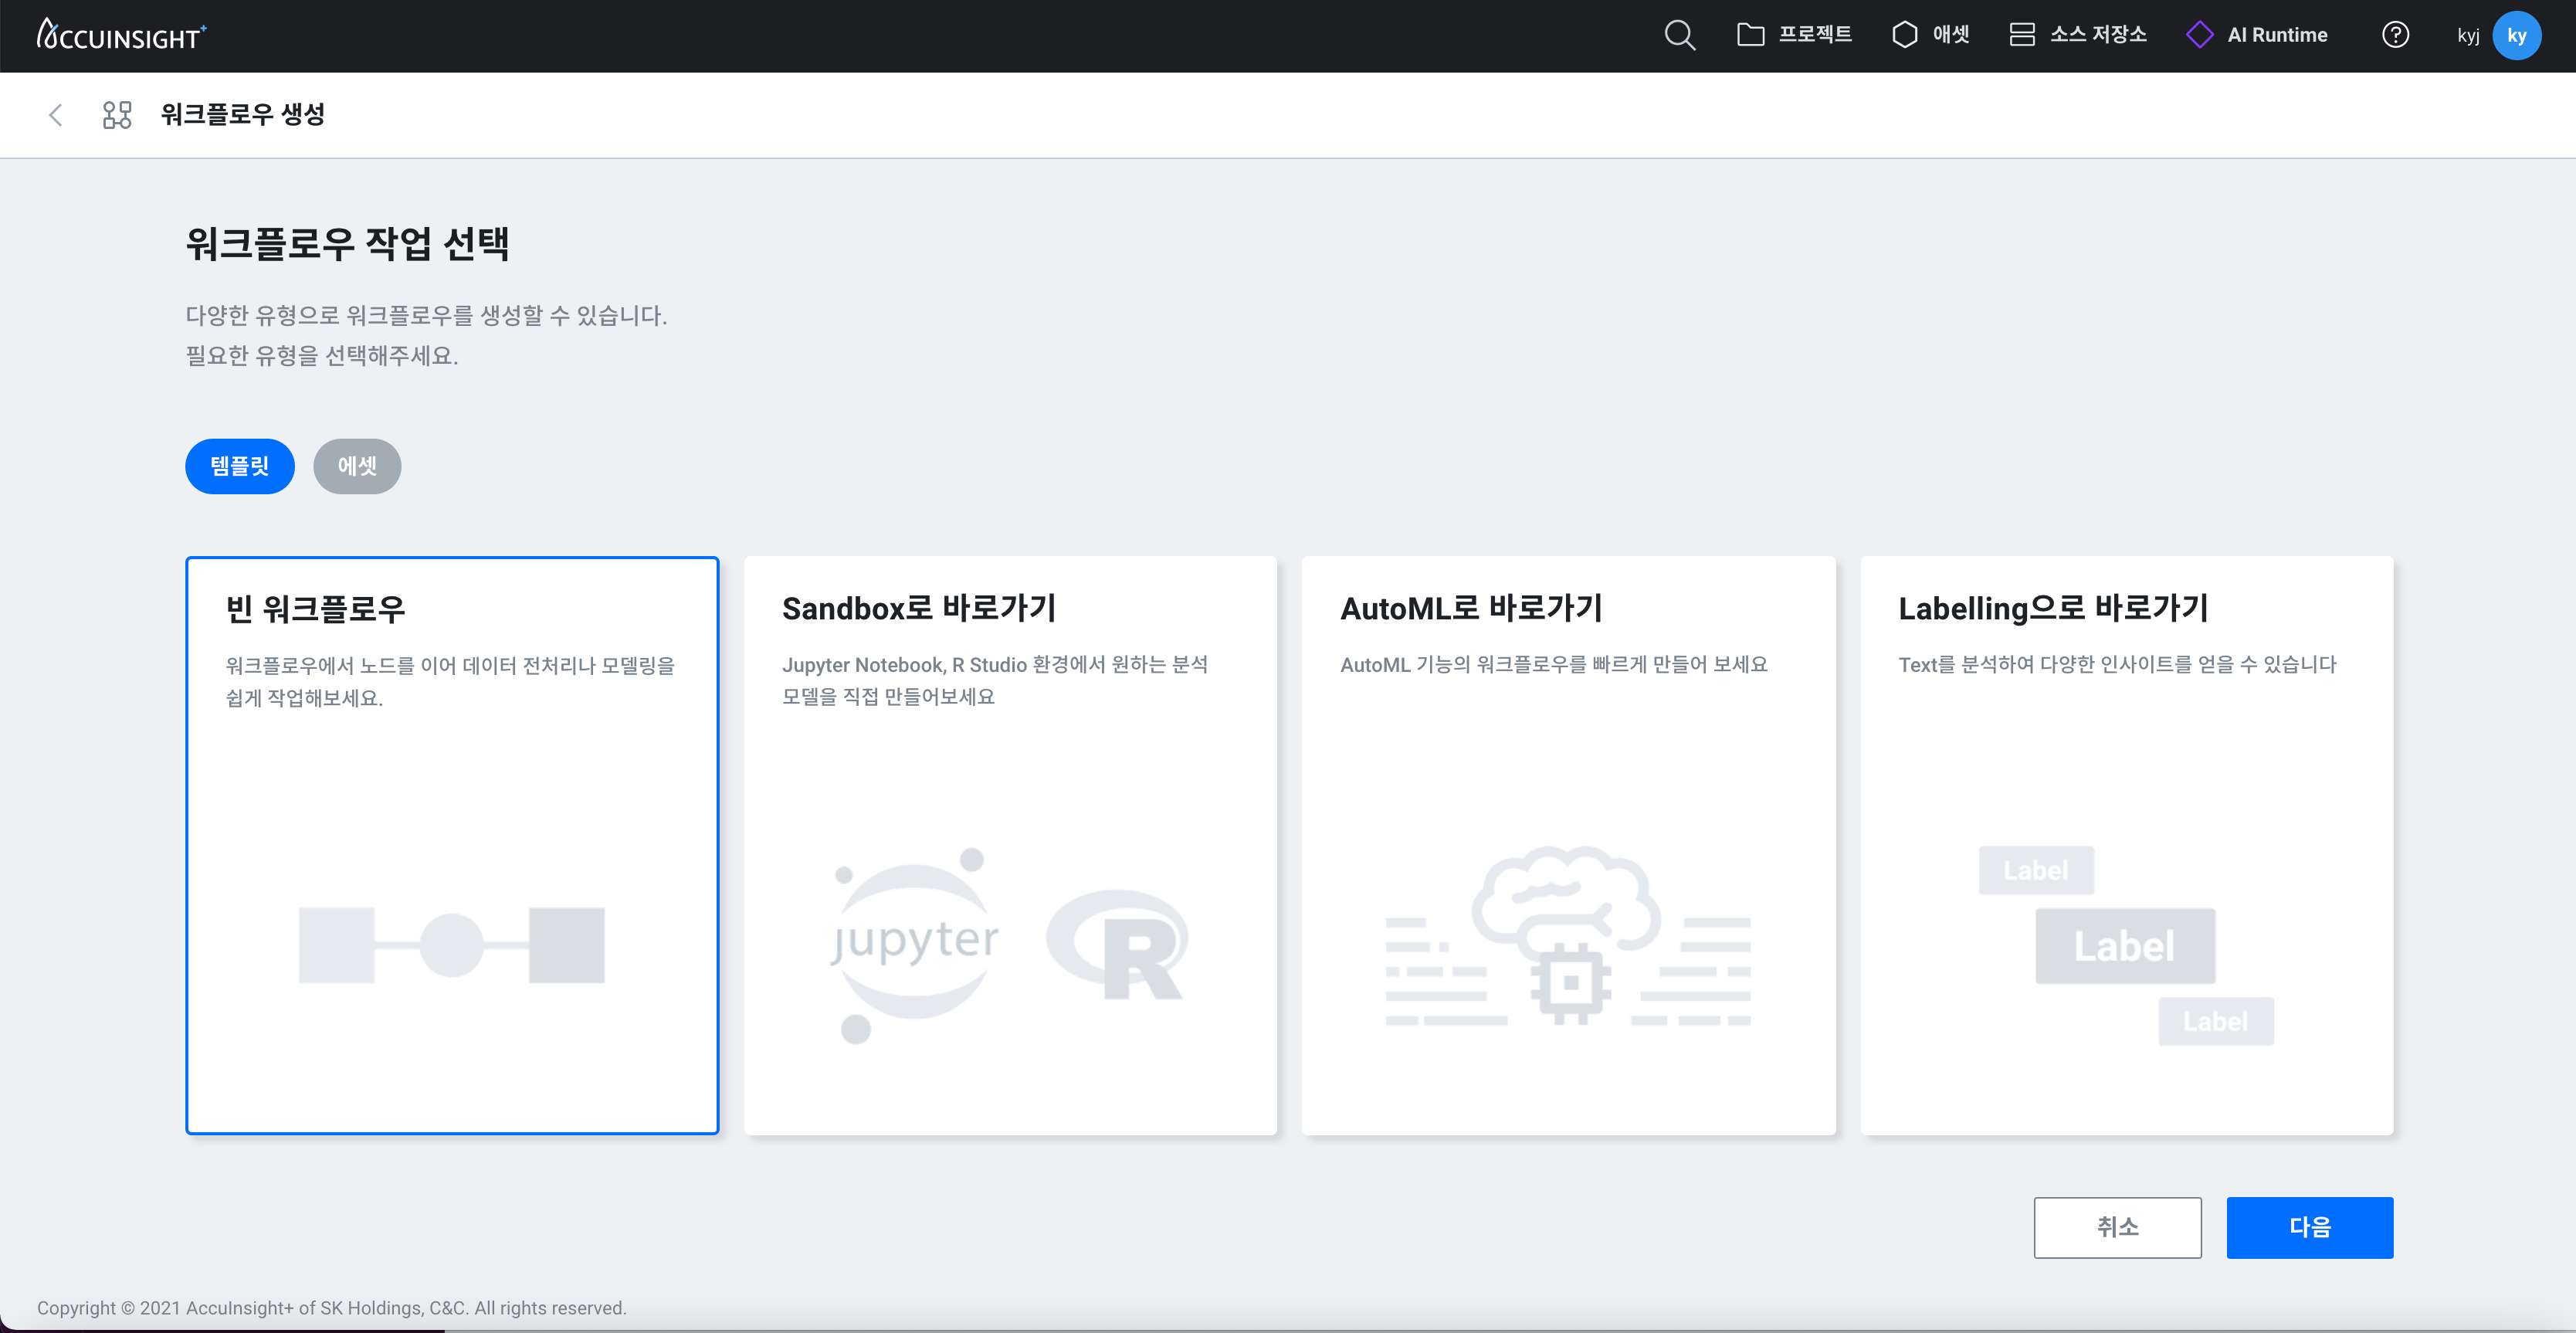 ACCUINSIGHT+
프로젝트
애셋
소스 저장소
AI Runtime
?
kyj
ky
워크플로우 생성
워크플로우 작업 선택
다양한 유형으로 워크플로우를 생성할 수 있습니다.
필요한 유형을 선택해주세요.
템플릿
에셋
빈 워크플로우
워크플로우에서 노드를 이어 데이터 전처리나 모델링을
쉽게 작업해보세요.
Sandbox로 바로가기
Jupyter Notebook, R Studio 환경에서 원하는 분석
모델을 직접 만들어보세요
jupyter
R
AutoML로 바로가기
AutoML 기능의 워크플로우를 빠르게 만들어 보세요
Labelling으로 바로가기
Text를 분석하여 다양한 인사이트를 얻을 수 있습니다
Label
Label
Label
취소
다음
Copyright © 2021 AccuInsight+ of SK Holdings, C&C. All rights reserved.